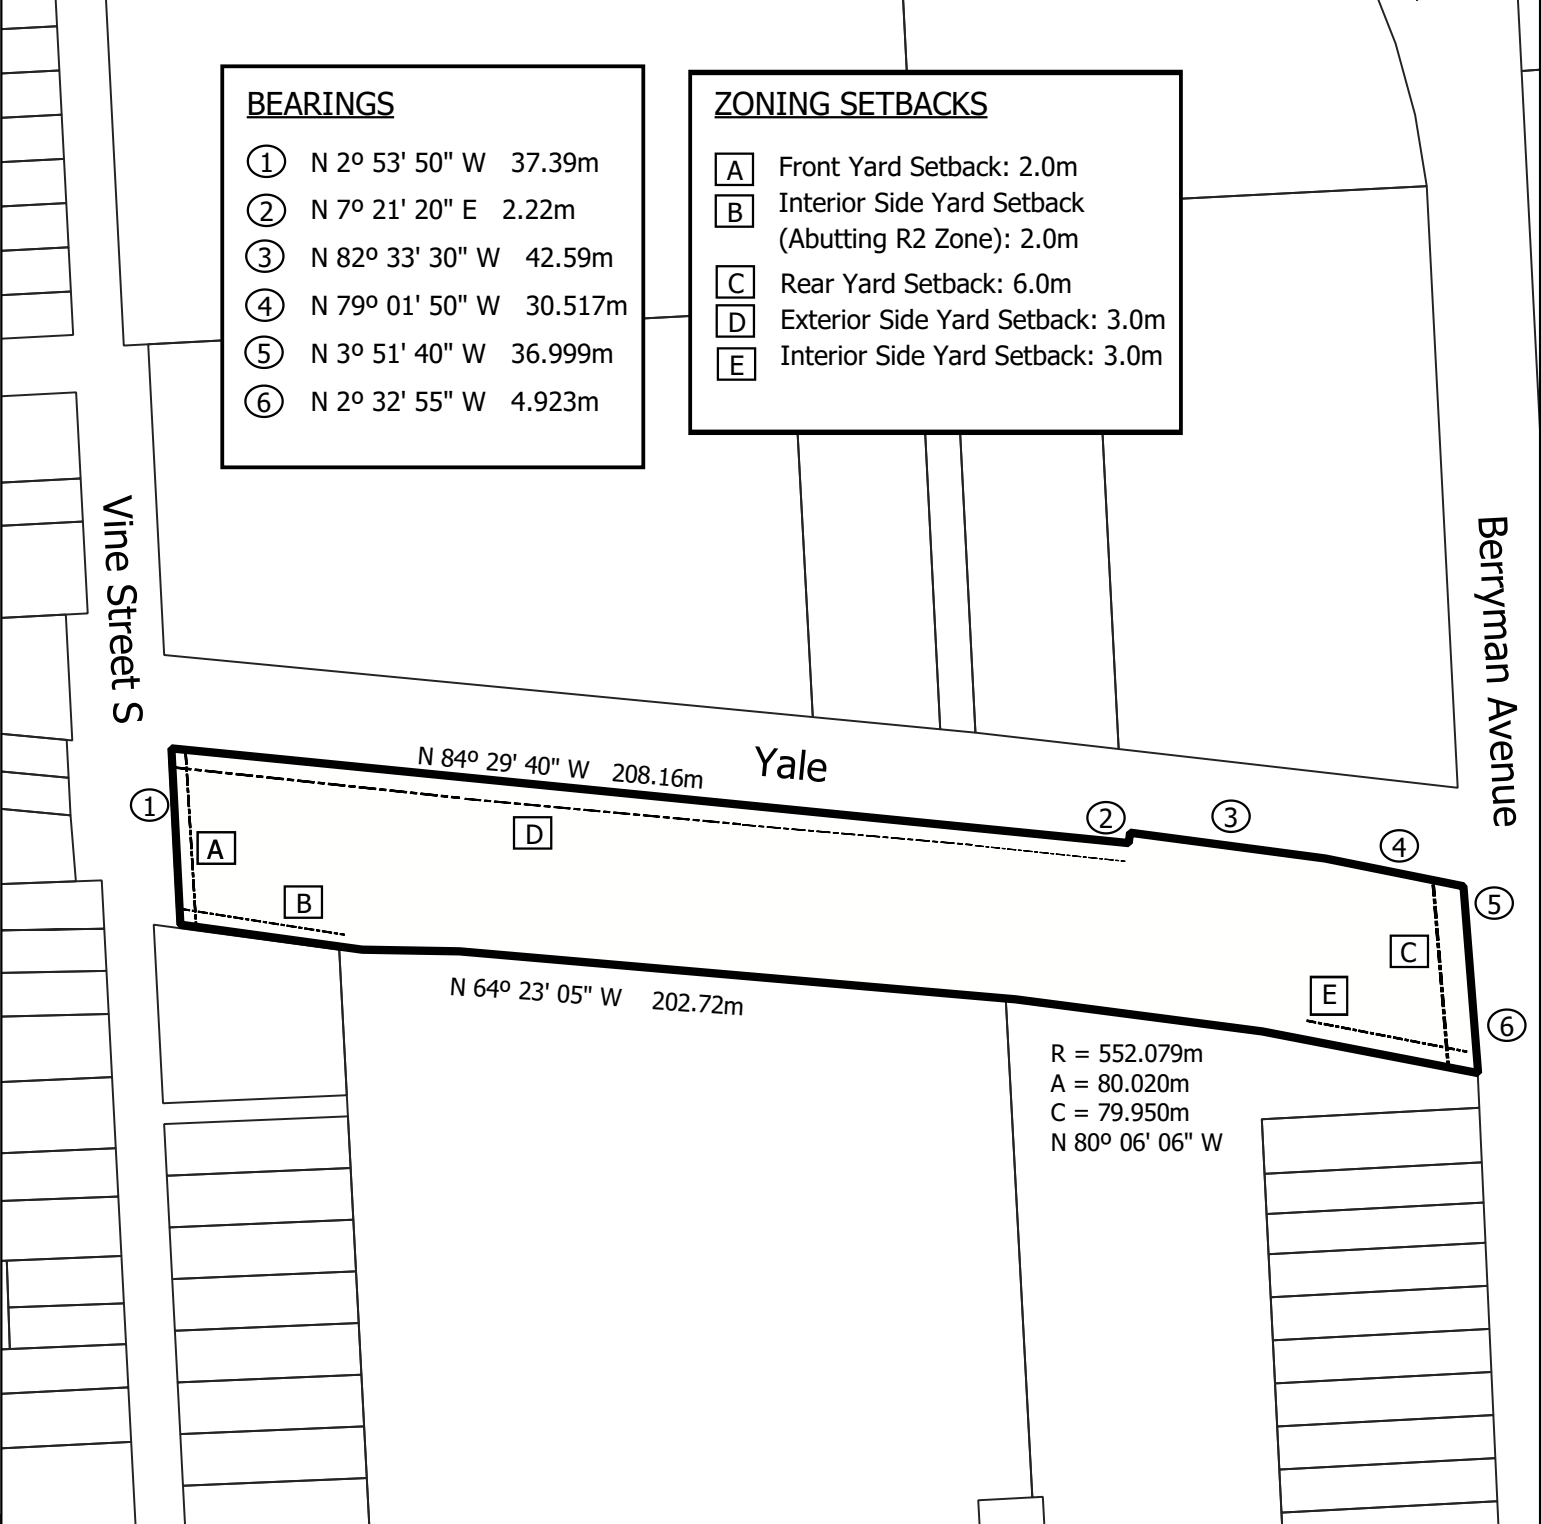 BEARINGS
1 N 2º 53' 50" W 37.39m
2 N 7º 21' 20" E 2.22m
3 N 82º 33' 30" W 42.59m
4 N 79º 01' 50" W 30.517m
5 N 3º 51' 40" W 36.999m
6 N 2º 32' 55" W 4.923m
ZONING SETBACKS
A Front Yard Setback: 2.0m
B Interior Side Yard Setback
(Abutting R2 Zone): 2.0m
C Rear Yard Setback: 6.0m
D Exterior Side Yard Setback: 3.0m
E Interior Side Yard Setback: 3.0m
Vine Street S
Berryman Avenue
N 84º 29' 40" W 208.16m
Yale
1
2
3
4
5
6
A
B
C
D
E
N 64º 23' 05" W 202.72m
R = 552.079m
A = 80.020m
C = 79.950m
N 80º 06' 06" W